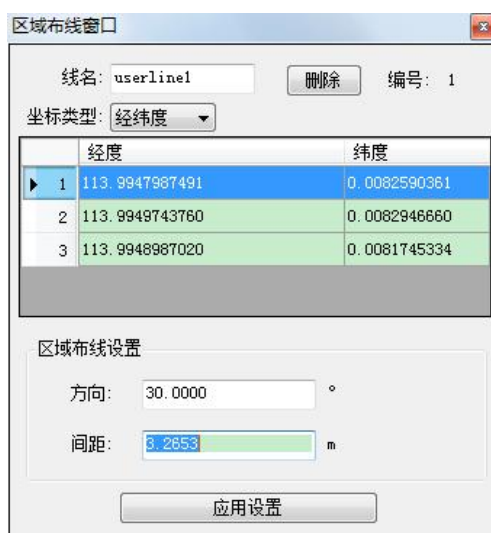 区域布线窗口
线名: userline1 删除 编号: 1
坐标类型: 经纬度
经度 纬度
1 113.9947987491 0.0082590361
2 113.9949743760 0.0082946660
3 113.9948987020 0.0081745334
区域布线设置
方向: 30.0000 °
间距: 3.2653 m
应用设置